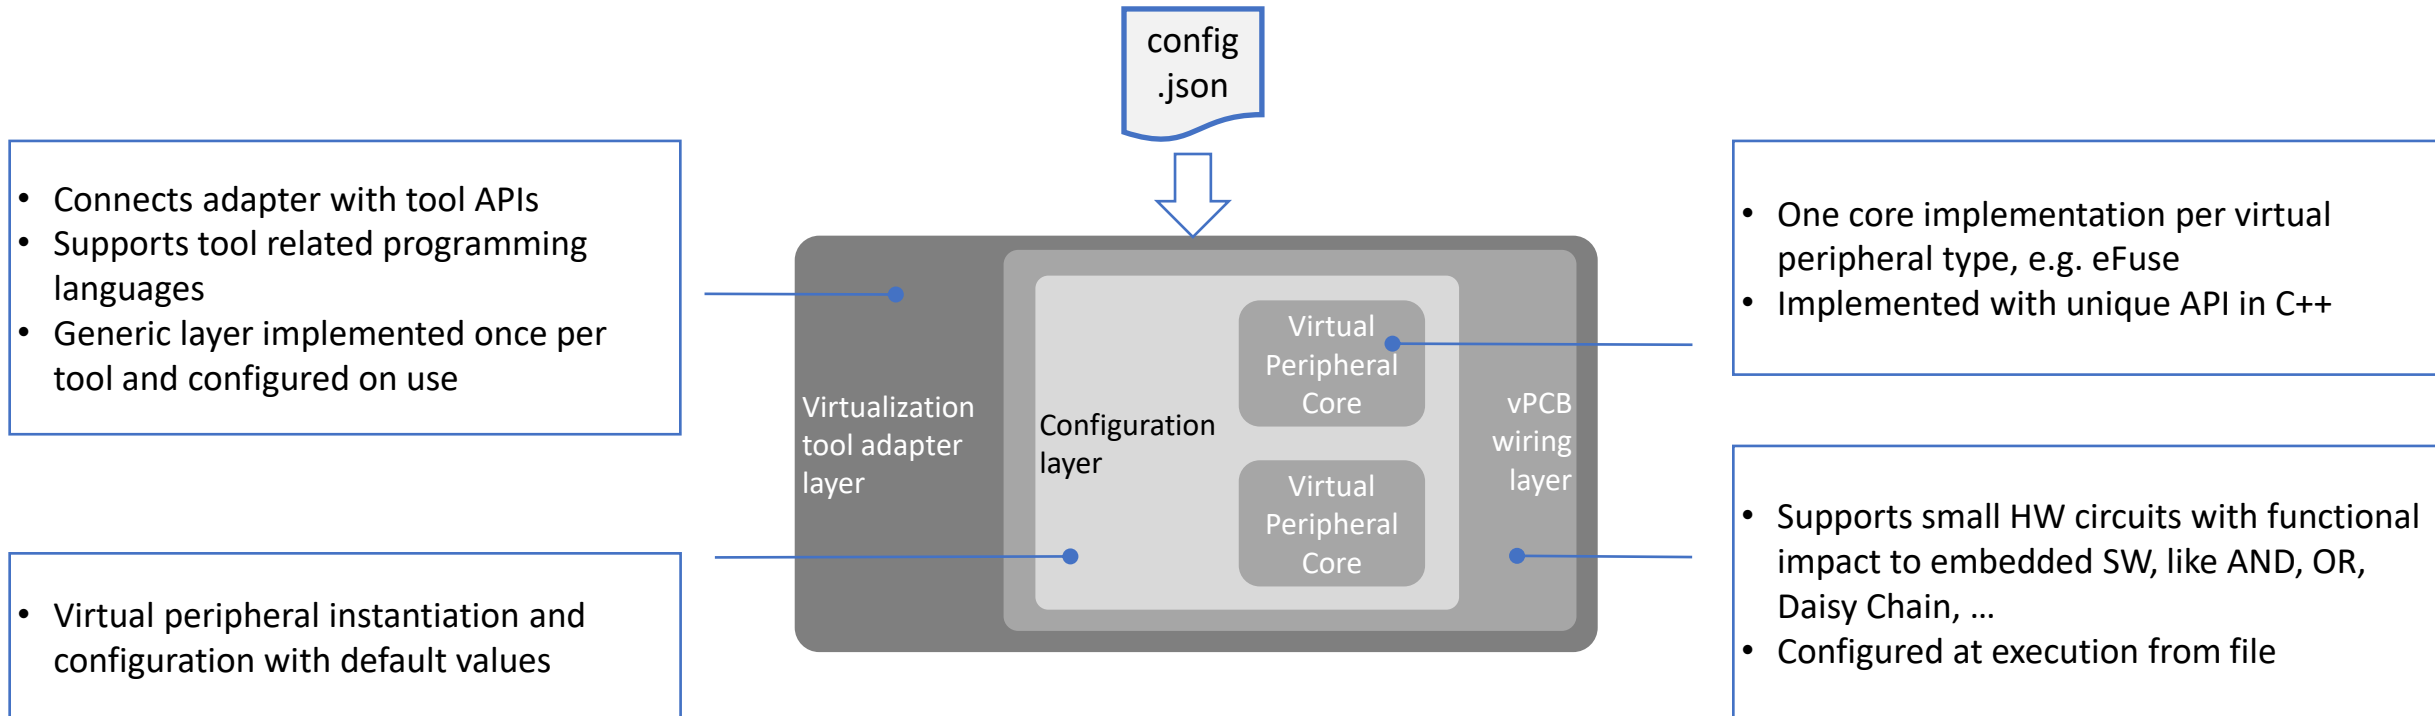 config
.json
• Connects adapter with tool APIs
• Supports tool related programming
languages
• Generic layer implemented once per
tool and configured on use
• Virtual peripheral instantiation and
configuration with default values
Virtualization
tool adapter
layer
Configuration
layer
Virtual
Peripheral
Core
Virtual
Peripheral
Core
vPCB
wiring
layer
• One core implementation per virtual
peripheral type, e.g. eFuse
• Implemented with unique API in C++
• Supports small HW circuits with functional
impact to embedded SW, like AND, OR,
Daisy Chain, ...
• Configured at execution from file